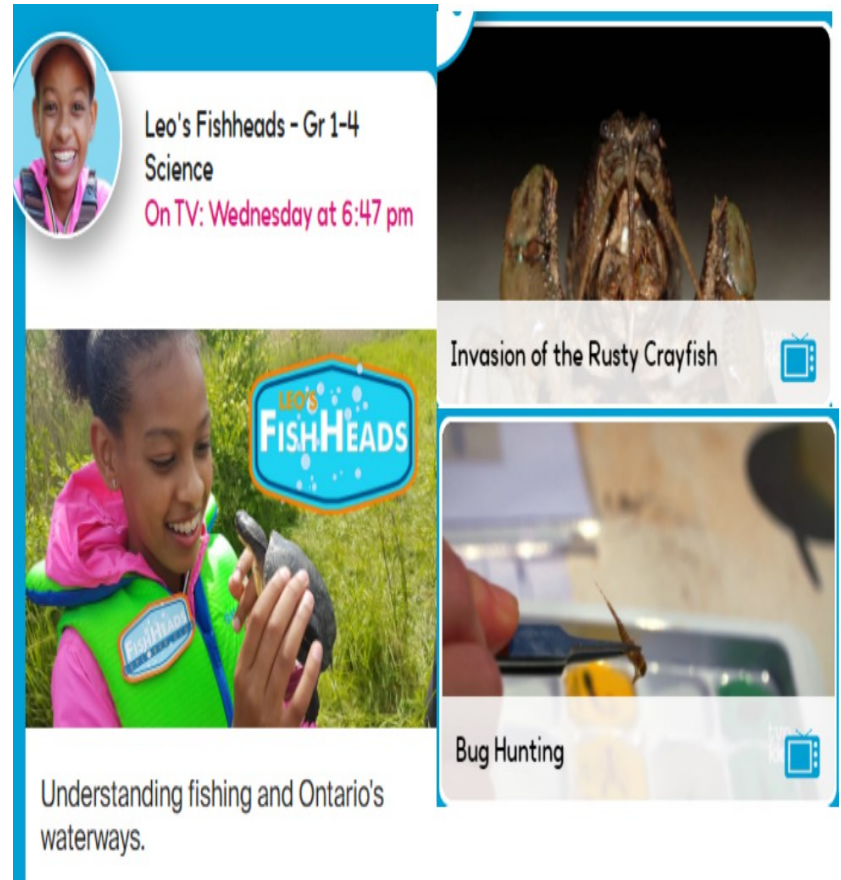 Leo's Fishheads - Gr 1-4
Science
On TV: Wednesday at 6:47 pm
LEO'S
FISHHEADS
FISHHEADS
Understanding fishing and Ontario's
waterways.
Invasion of the Rusty Crayfish
Bug Hunting